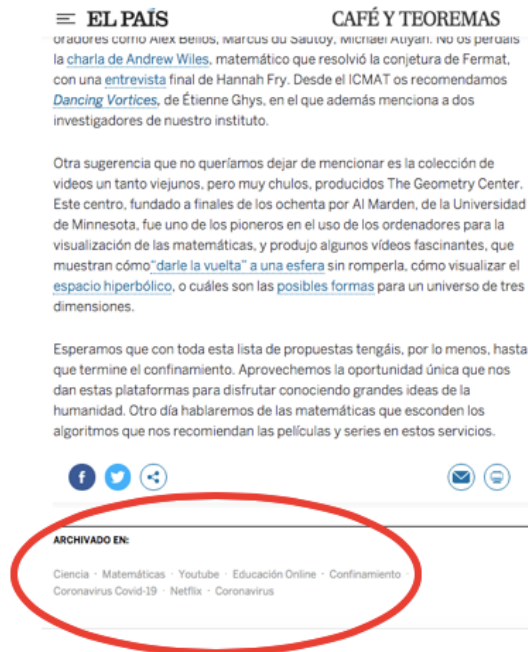 EL PAÍS CAFÉ Y TEOREMAS
oradores como Alex Bellos, Marcus du Sautoy, Michael Atiyah. No os perdáis
la charla de Andrew Wiles, matemático que resolvió la conjetura de Fermat,
con una entrevista final de Hannah Fry. Desde el ICMAT os recomendamos
Dancing Vortices, de Étienne Ghys, en el que además menciona a dos
investigadores de nuestro instituto.
Otra sugerencia que no queríamos dejar de mencionar es la colección de
videos un tanto viejunos, pero muy chulos, producidos The Geometry Center.
Este centro, fundado a finales de los ochenta por Al Marden, de la Universidad
de Minnesota, fue uno de los pioneros en el uso de los ordenadores para la
visualización de las matemáticas, y produjo algunos vídeos fascinantes, que
muestran cómo"darle la vuelta" a una esfera sin romperla, cómo visualizar el
espacio hiperbólico, o cuáles son las posibles formas para un universo de tres
dimensiones.
Esperamos que con toda esta lista de propuestas tengáis, por lo menos, hasta
que termine el confinamiento. Aprovechemos la oportunidad única que nos
dan estas plataformas para disfrutar conociendo grandes ideas de la
humanidad. Otro día hablaremos de las matemáticas que esconden los
algoritmos que nos recomiendan las películas y series en estos servicios.
ARCHIVADO EN:
Ciencia · Matemáticas · Youtube · Educación Online · Confinamiento
Coronavirus Covid-19 · Netflix · Coronavirus